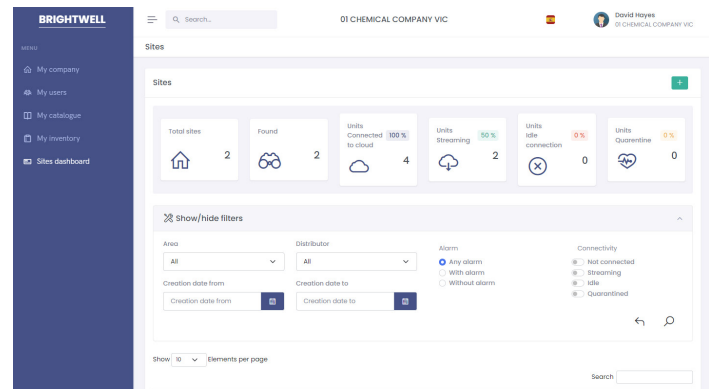 BRIGHTWELL
Search...
01 CHEMICAL COMPANY VIC
David Hayes
01 CHEMICAL COMPANY VIC
MENU
Sites
My company
My users
My catalogue
My inventory
Sites dashboard
Sites
+
Total sites
2
Found
2
Units
Connected 100 %
to cloud
4
Units
Streaming 50 %
2
Units
Idle 0 %
connection
0
Units
Quarentine 0 %
0
Show/hide filters
Area
All
Distributor
All
Creation date from
Creation date from
Creation date to
Creation date to
Alarm
Any alarm
With alarm
Without alarm
Connectivity
Not connected
Streaming
Idle
Quarantined
Show 10 Elements per page
Search